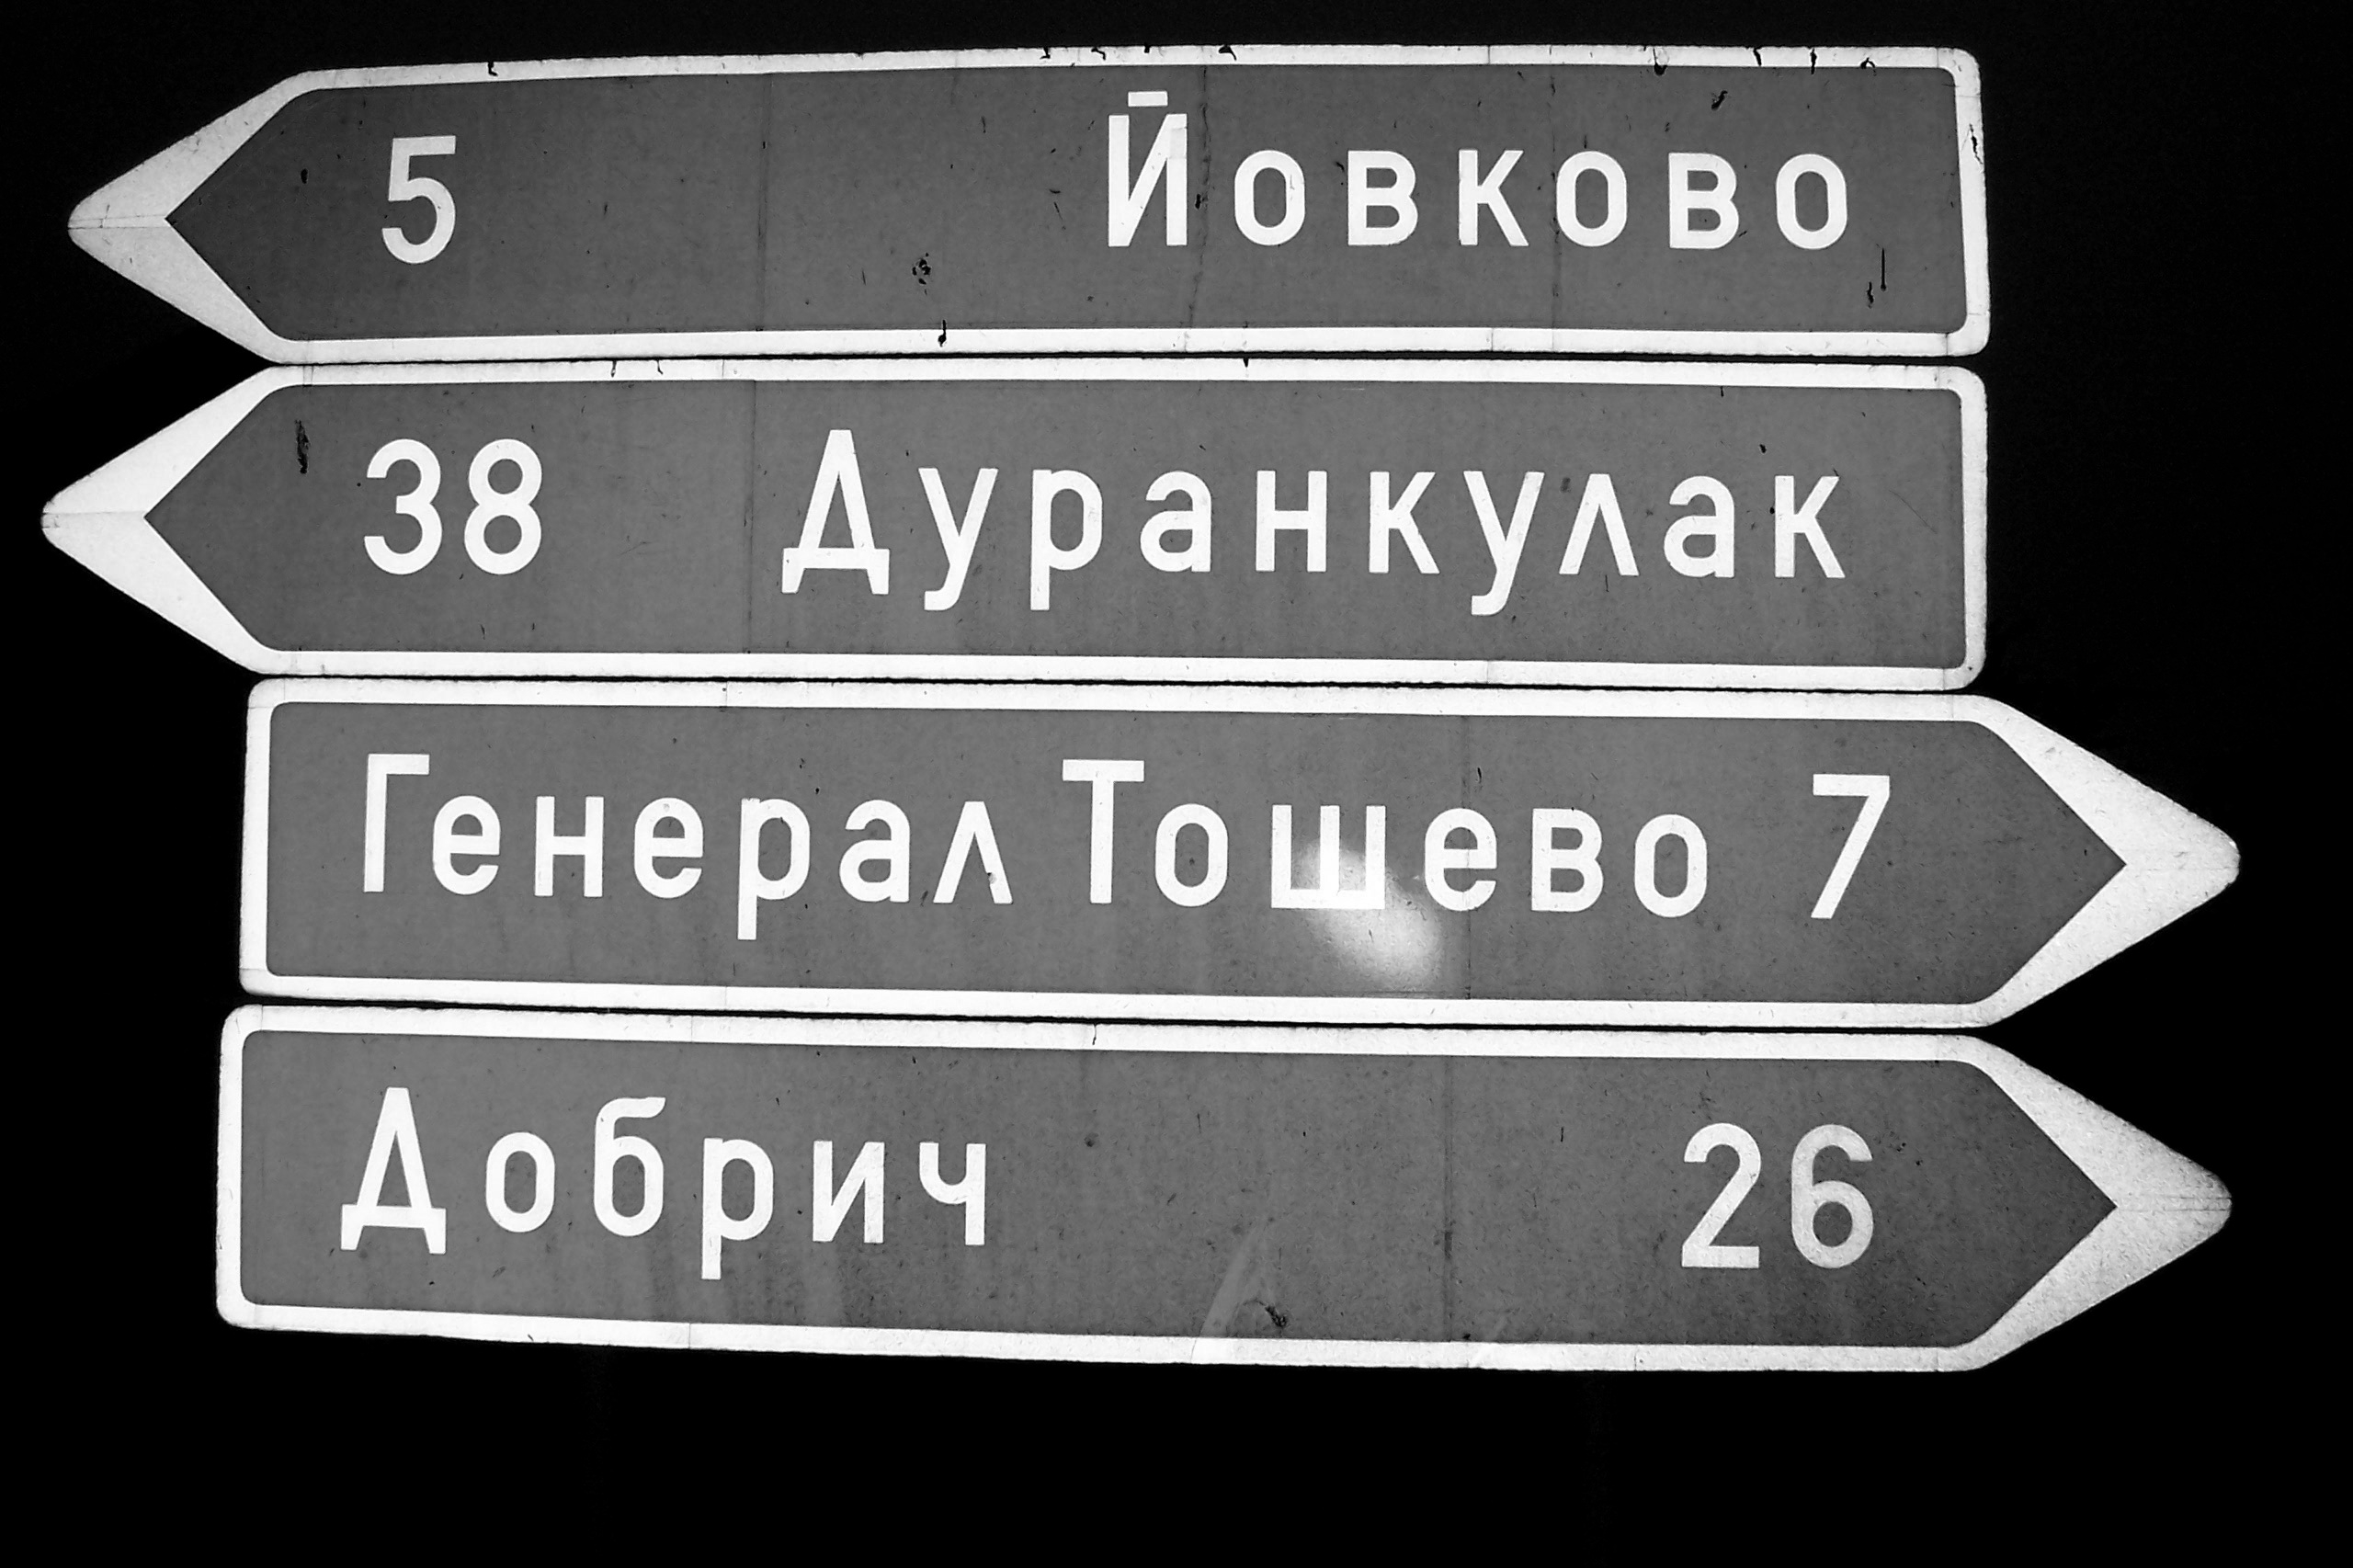 5 Йовково
38 Дуранкулак
Генерал Тошево 7
Добрич 26